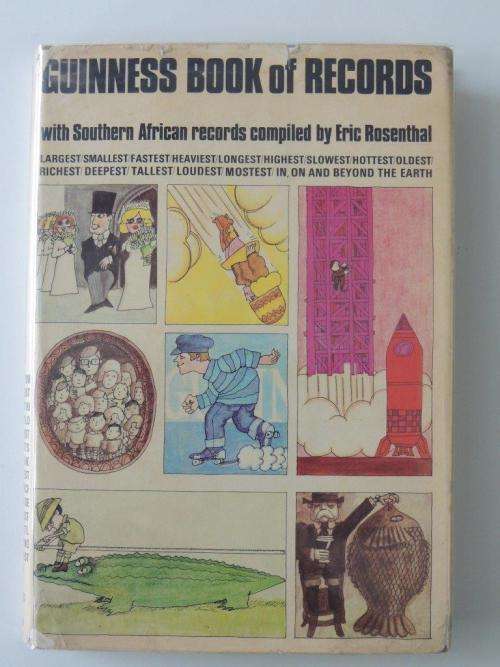 GUINNESS BOOK of RECORDS
with Southern African records compiled by Eric Rosenthal
LARGEST/SMALLEST/FASTEST/HEAVIEST/LONGEST/HIGHEST/SLOWEST/HOTTEST/OLDEST/
RICHEST/DEEPEST/TALLEST/LOUDEST/MOSTEST/IN, ON AND BEYOND THE EARTH